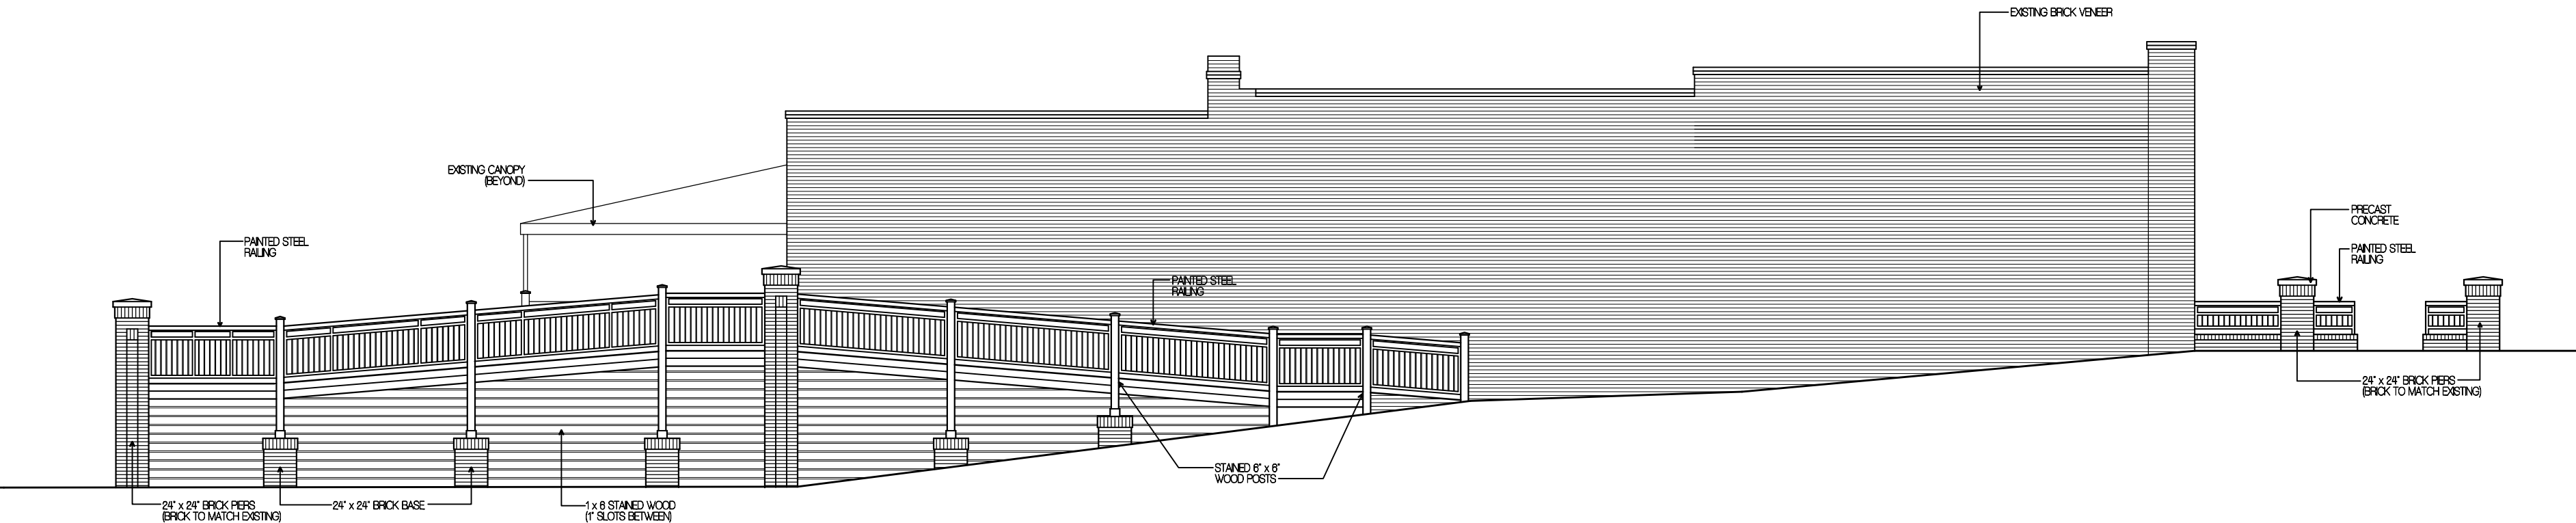 EXISTING BRICK VENEER
EXISTING CANOPY
(BEYOND)
PRECAST
CONCRETE
PAINTED STEEL
RAILING
PAINTED STEEL
RAILING
PAINTED STEEL
RAILING
24" x 24" BRICK PIERS
(BRICK TO MATCH EXISTING)
STAINED 6" x 6"
WOOD POSTS
24" x 24" BRICK PIERS
(BRICK TO MATCH EXISTING)
24" x 24" BRICK BASE
1 x 6 STAINED WOOD
(1" SLOTS BETWEEN)